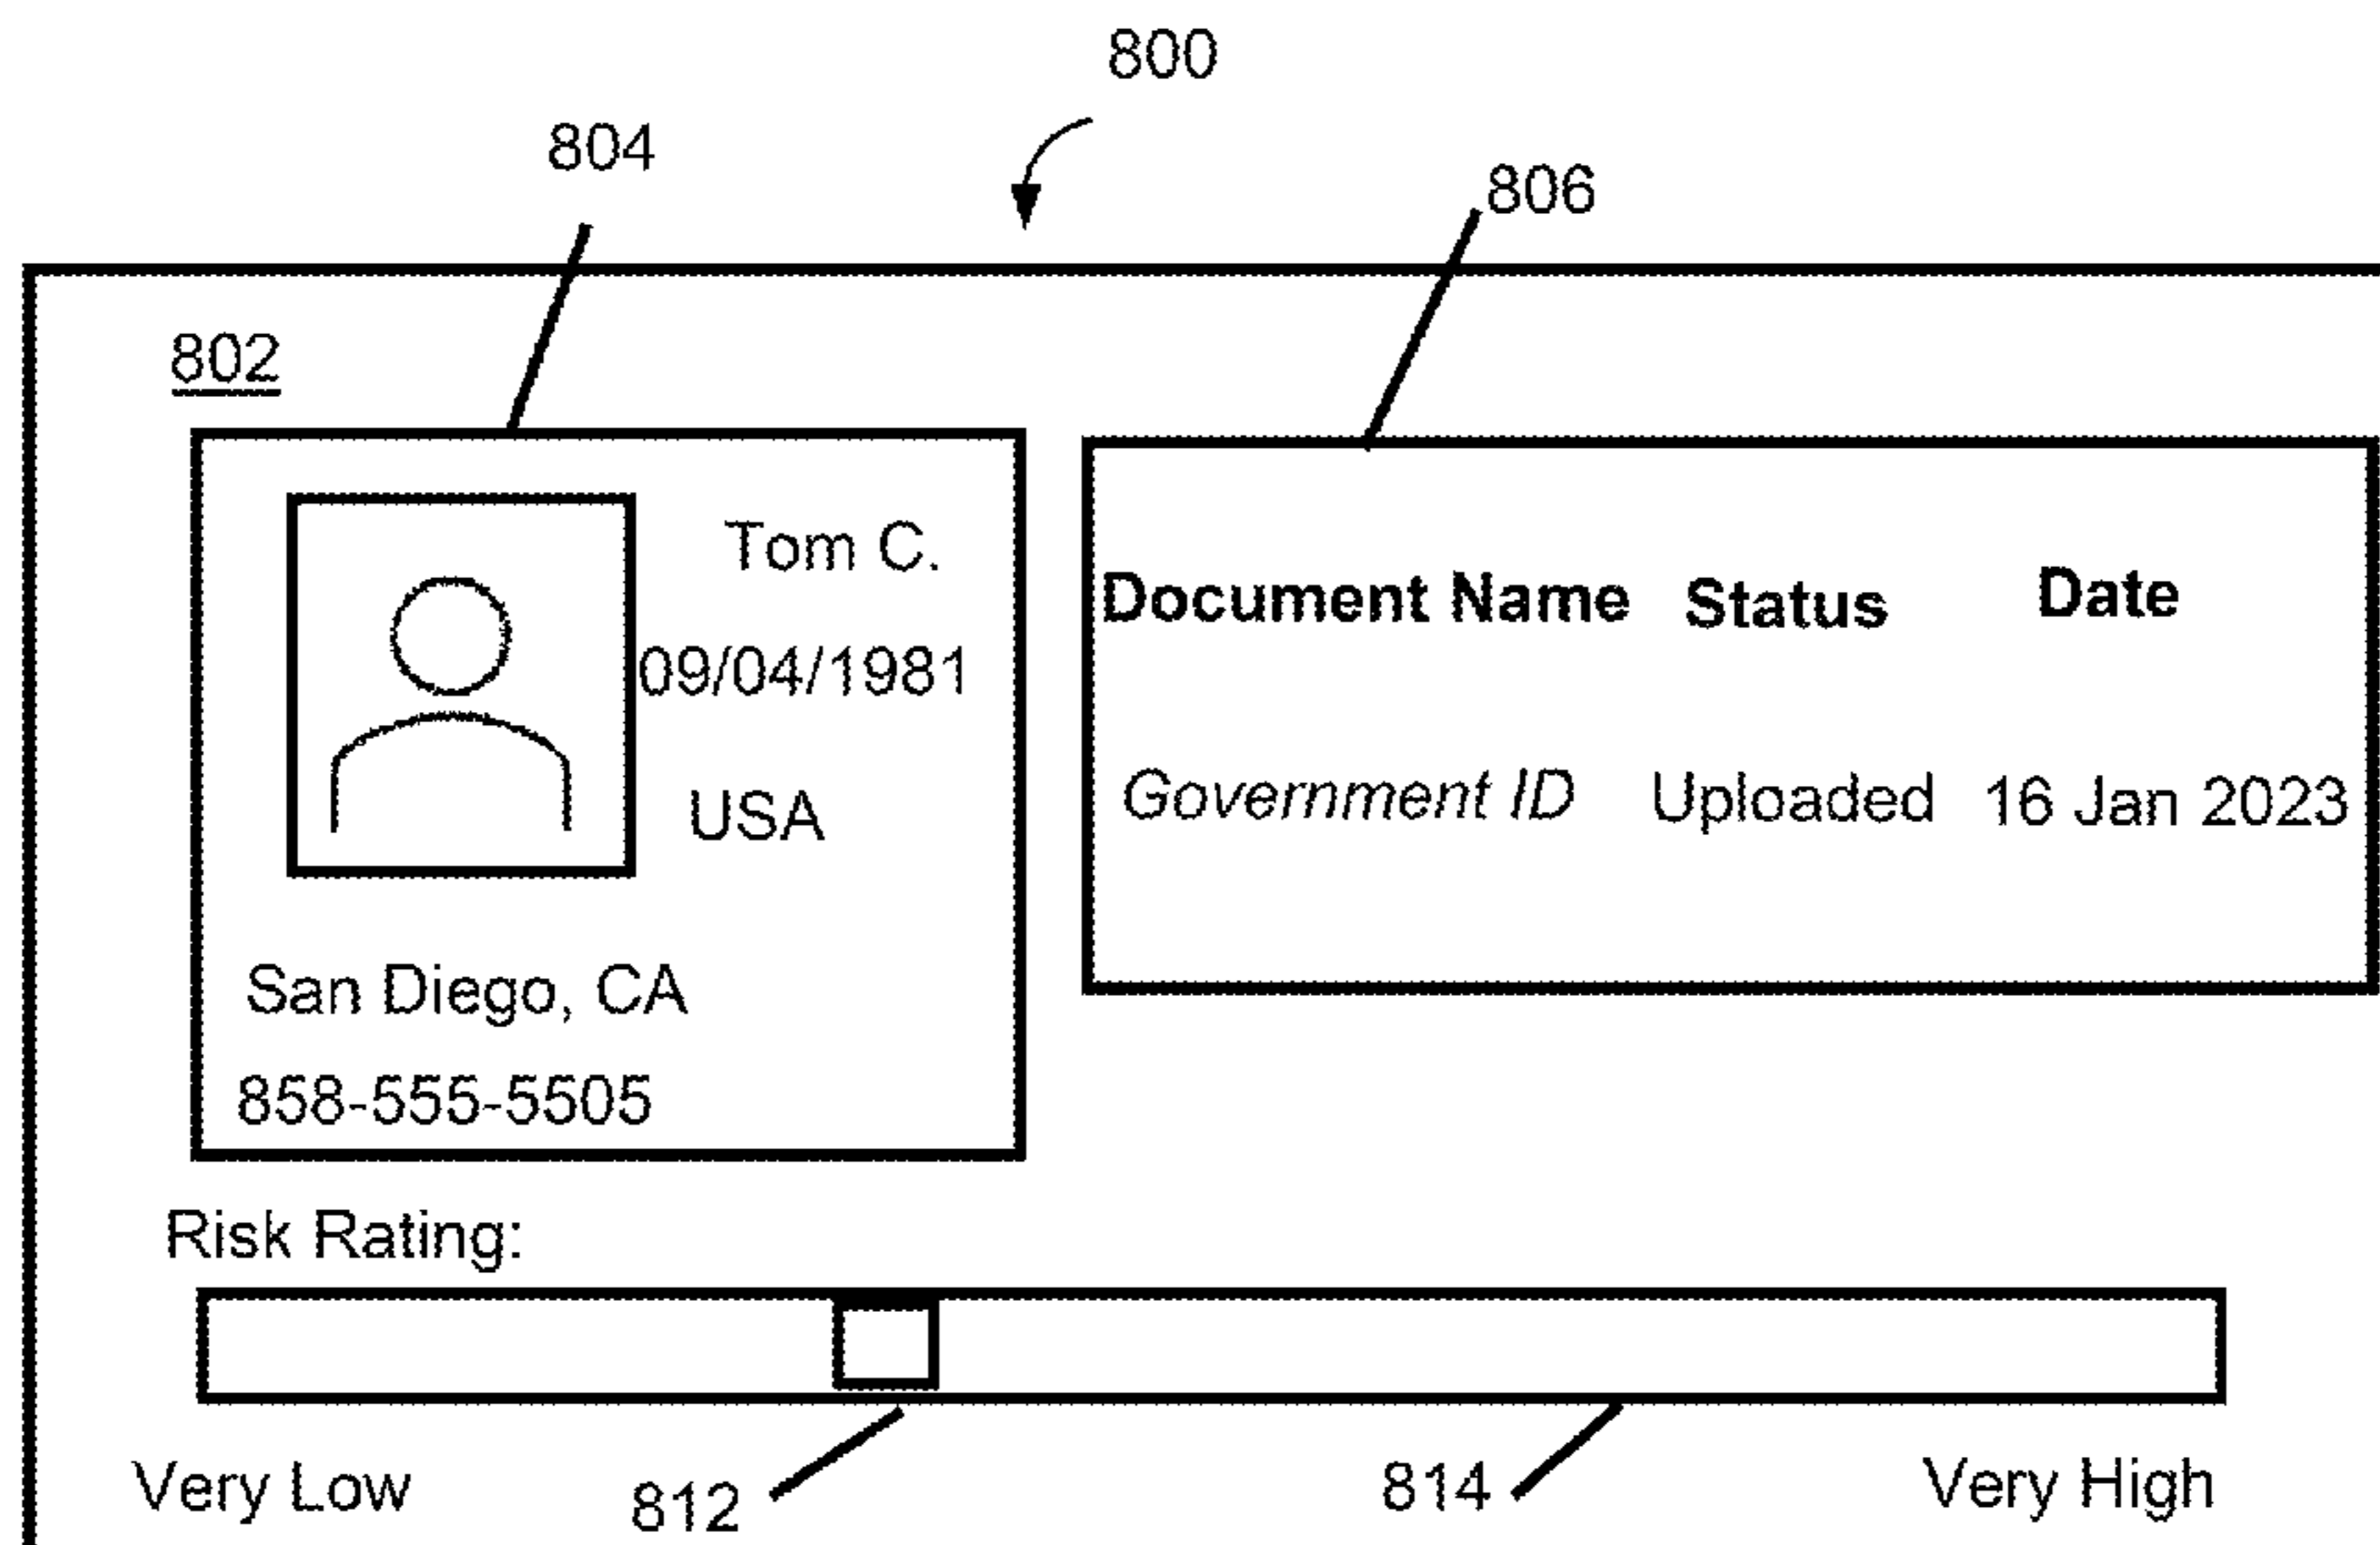 800
804
806
802
Tom C.
09/04/1981
USA
San Diego, CA
858-555-5505
Document Name Status Date
Government ID Uploaded 16 Jan 2023
Risk Rating:
Very Low 812 814 Very High